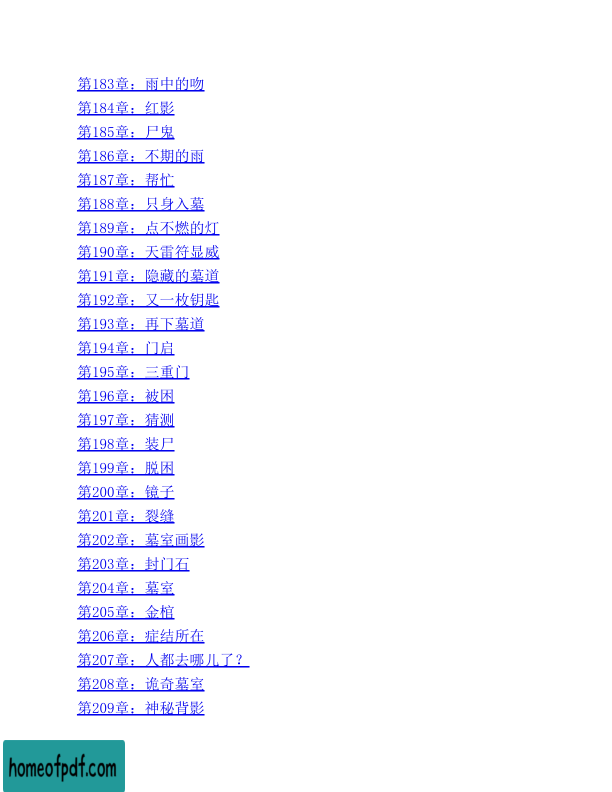 第183章：雨中的吻
第184章：红影
第185章：尸鬼
第186章：不期的雨
第187章：帮忙
第188章：只身入墓
第189章：点不燃的灯
第190章：天雷符显威
第191章：隐藏的墓道
第192章：又一枚钥匙
第193章：再下墓道
第194章：门启
第195章：三重门
第196章：被困
第197章：猜测
第198章：装尸
第199章：脱困
第200章：镜子
第201章：裂缝
第202章：墓室画影
第203章：封门石
第204章：墓室
第205章：金棺
第206章：症结所在
第207章：人都去哪儿了？
第208章：诡奇墓室
第209章：神秘背影
homeofpdf.com